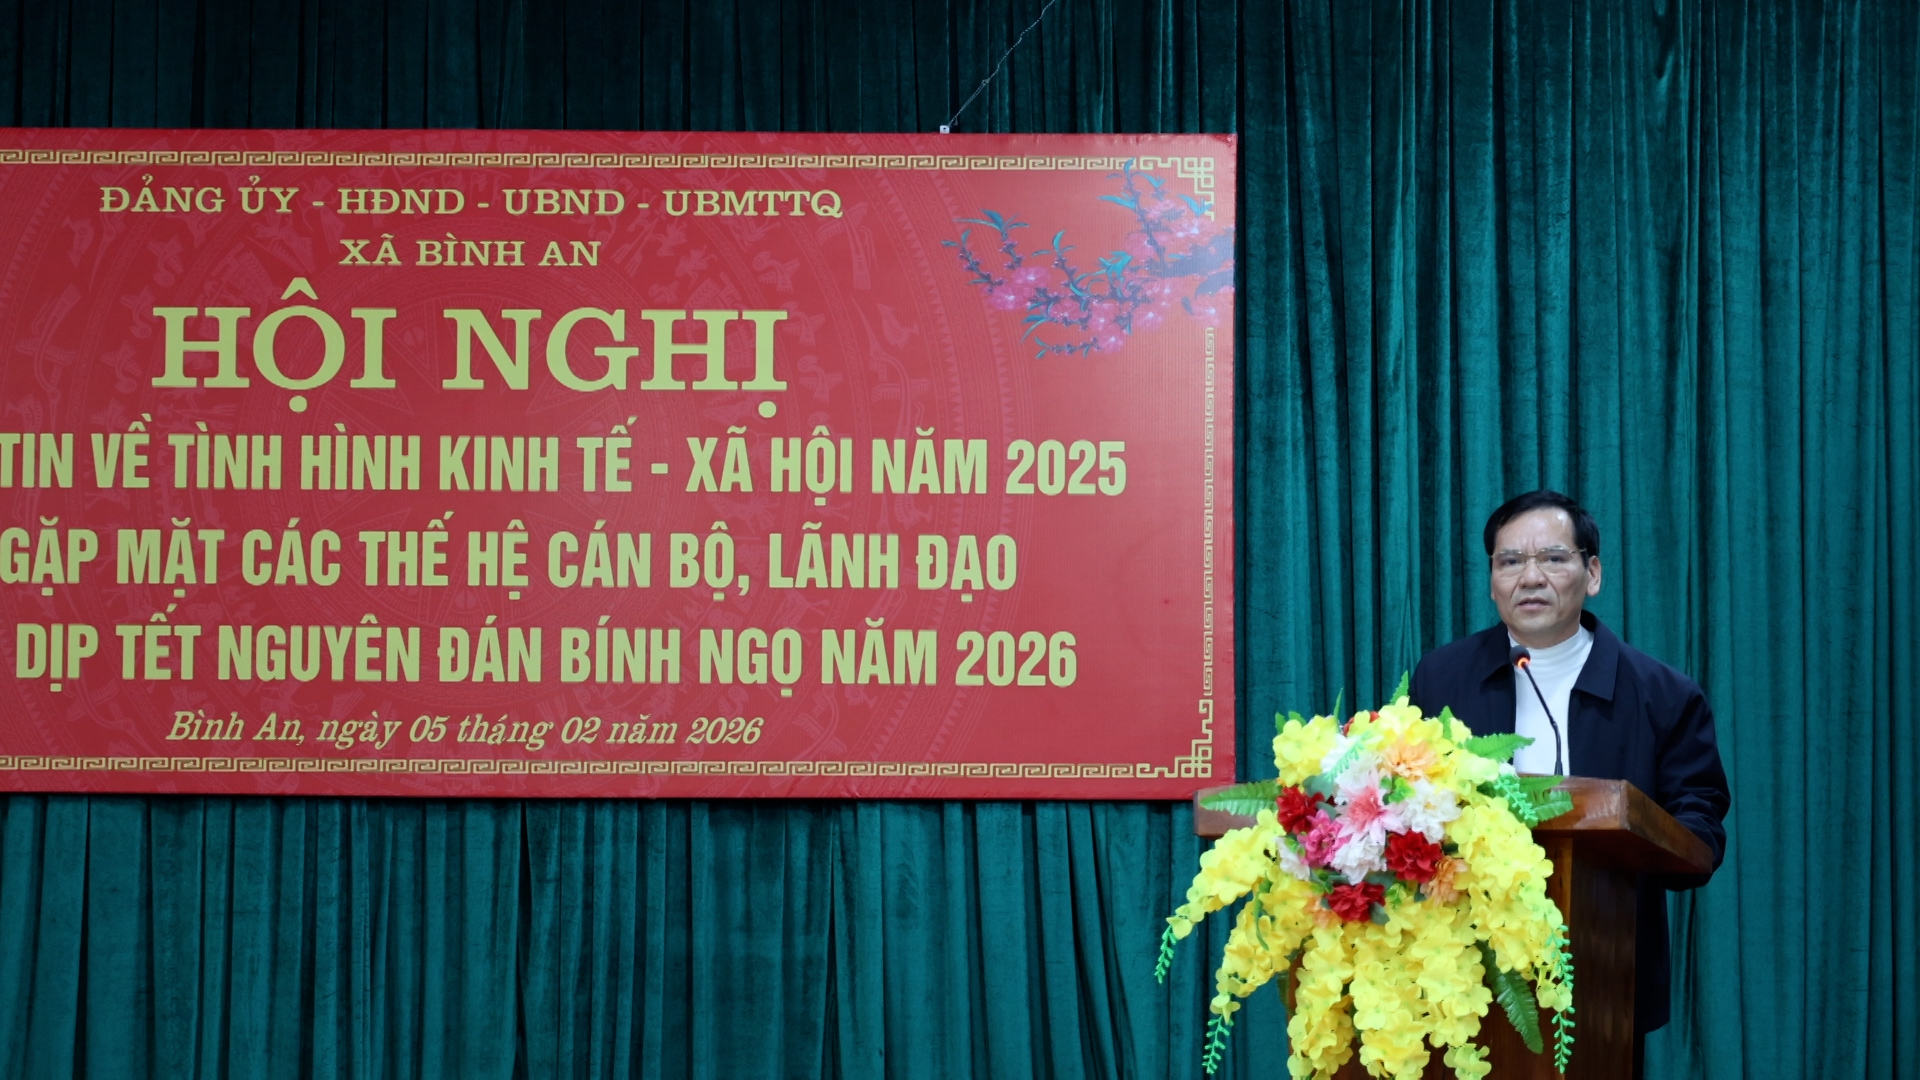 ĐẢNG ỦY - HĐND - UBND - UBMTTQ
XÃ BÌNH AN
HỘI NGHỊ
TIN VỀ TÌNH HÌNH KINH TẾ - XÃ HỘI NĂM 2025
GẶP MẶT CÁC THẾ HỆ CÁN BỘ, LÃNH ĐẠO
DỊP TẾT NGUYÊN ĐÁN BÍNH NGỌ NĂM 2026
Bình An, ngày 05 tháng 02 năm 2026